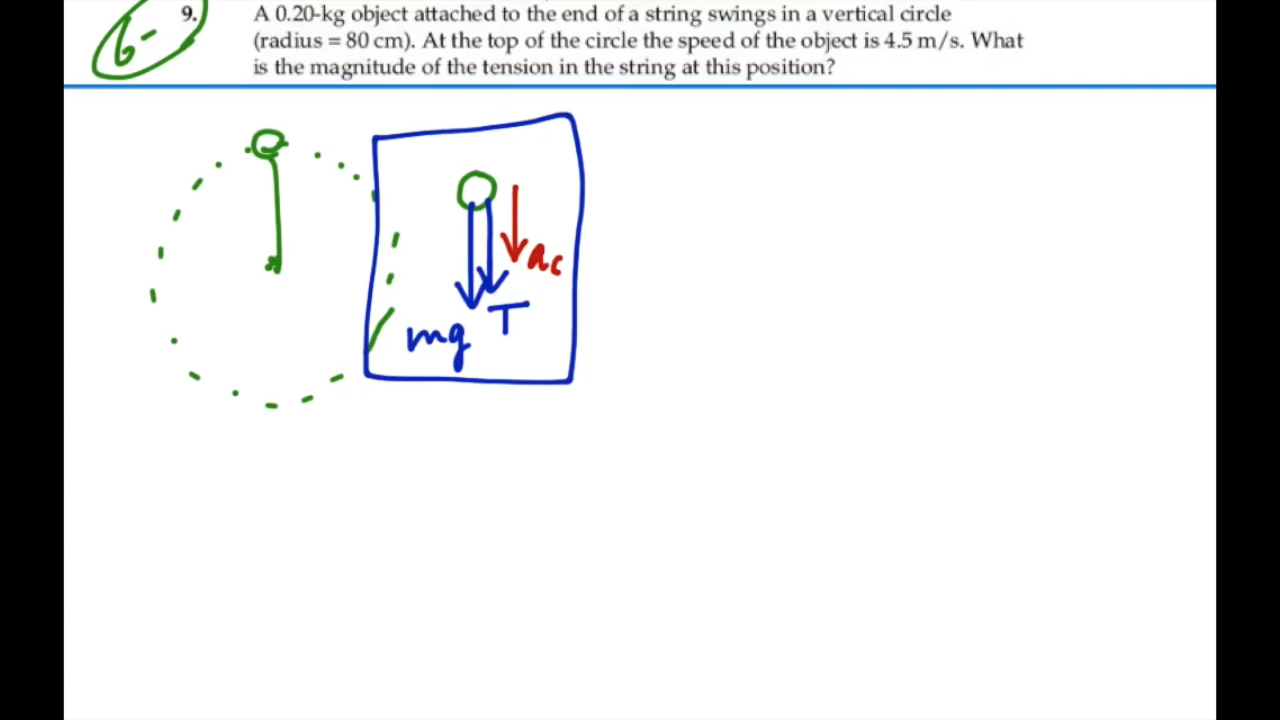 6-
9. A 0.20-kg object attached to the end of a string swings in a vertical circle
(radius = 80 cm). At the top of the circle the speed of the object is 4.5 m/s. What
is the magnitude of the tension in the string at this position?
ac
mg T